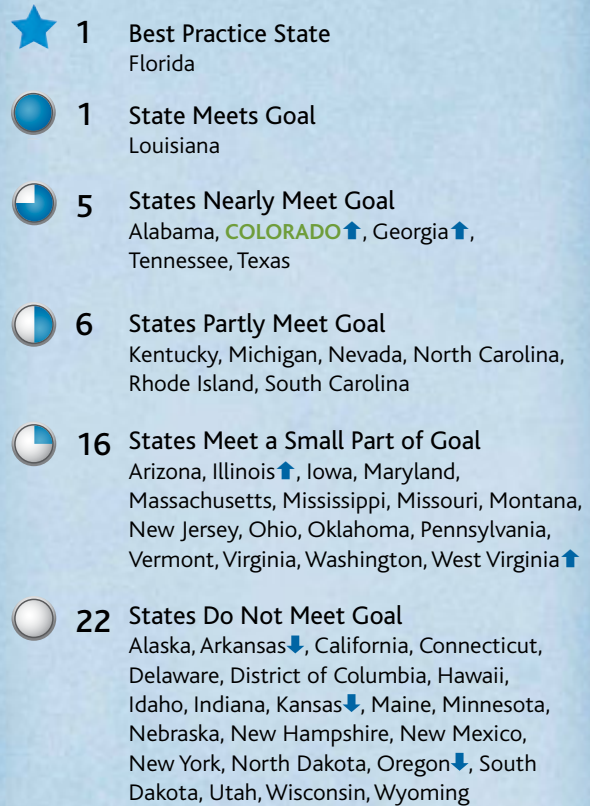 1 Best Practice State
Florida
1 State Meets Goal
Louisiana
5 States Nearly Meet Goal
Alabama, COLORADO⬆, Georgia⬆,
Tennessee, Texas
6 States Partly Meet Goal
Kentucky, Michigan, Nevada, North Carolina,
Rhode Island, South Carolina
16 States Meet a Small Part of Goal
Arizona, Illinois⬆, Iowa, Maryland,
Massachusetts, Mississippi, Missouri, Montana,
New Jersey, Ohio, Oklahoma, Pennsylvania,
Vermont, Virginia, Washington, West Virginia⬆
22 States Do Not Meet Goal
Alaska, Arkansas⬇, California, Connecticut,
Delaware, District of Columbia, Hawaii,
Idaho, Indiana, Kansas⬇, Maine, Minnesota,
Nebraska, New Hampshire, New Mexico,
New York, North Dakota, Oregon⬇, South
Dakota, Utah, Wisconsin, Wyoming